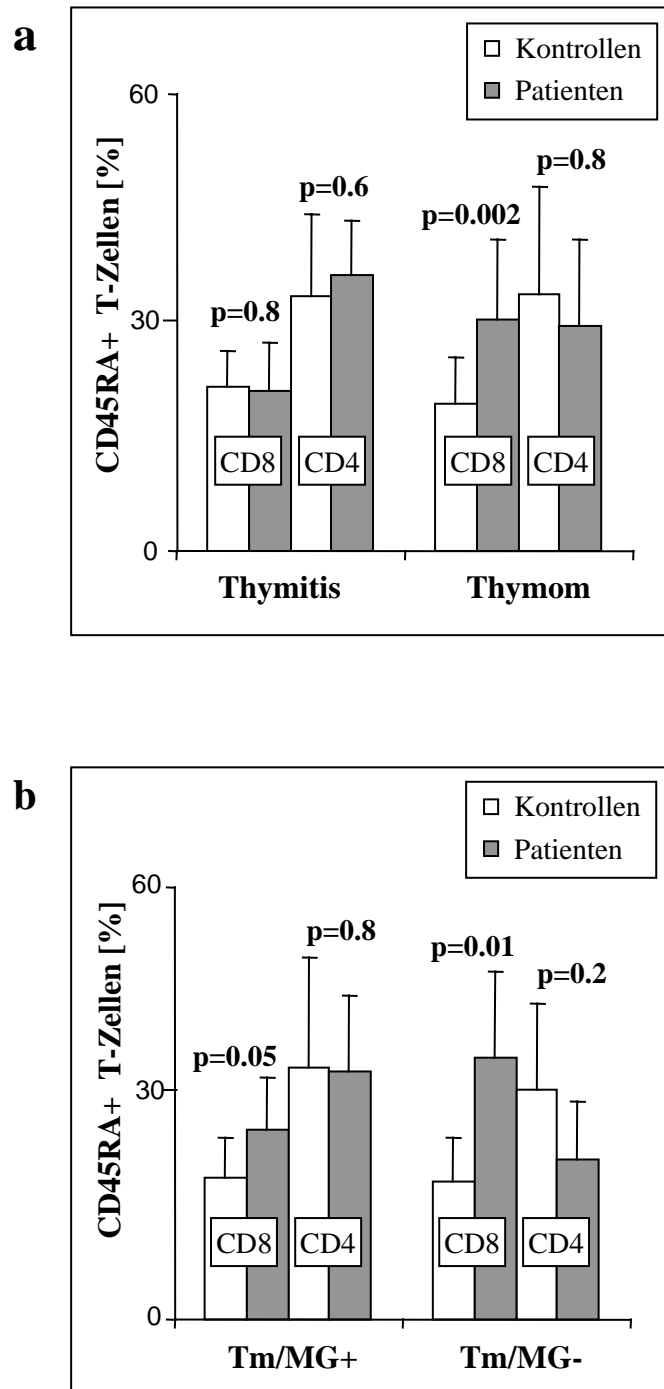 a
Kontrollen
Patienten
60
30
0
CD45RA+ T-Zellen [%]
p=0.8
p=0.6
p=0.002
p=0.8
CD8
CD4
CD8
CD4
Thymitis
Thymom
b
Kontrollen
Patienten
60
30
0
CD45RA+ T-Zellen [%]
p=0.05
p=0.8
p=0.01
p=0.2
CD8
CD4
CD8
CD4
Tm/MG+
Tm/MG-